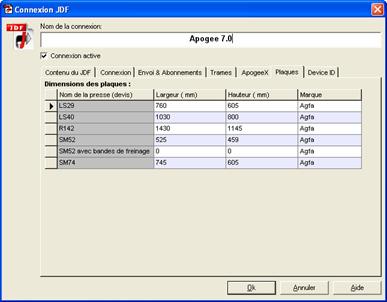 Connexion JDF
JDF
Nom de la connexion:
Apogee 7.0
Connexion active
Contenu du JDF Connexion Envoi & Abonnements Trames ApogeeX Plaques Device ID
Dimensions des plaques :
Nom de la presse (devis) Largeur ( mm) Hauteur ( mm) Marque
LS29 760 605 Agfa
LS40 1030 800 Agfa
R142 1430 1145 Agfa
SM52 525 459 Agfa
SM52 avec bandes de freinage 0 0 Agfa
SM74 745 605 Agfa
Ok Annuler Aide